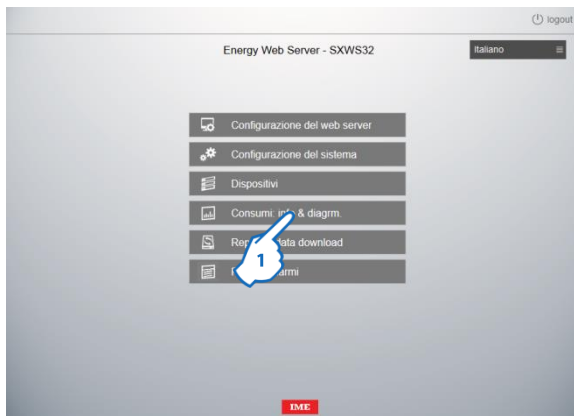 logout
Energy Web Server - SXWS32
Italiano
Configurazione del web server
Configurazione del sistema
Dispositivi
Consumi: info & diagrm.
data download
1
IME